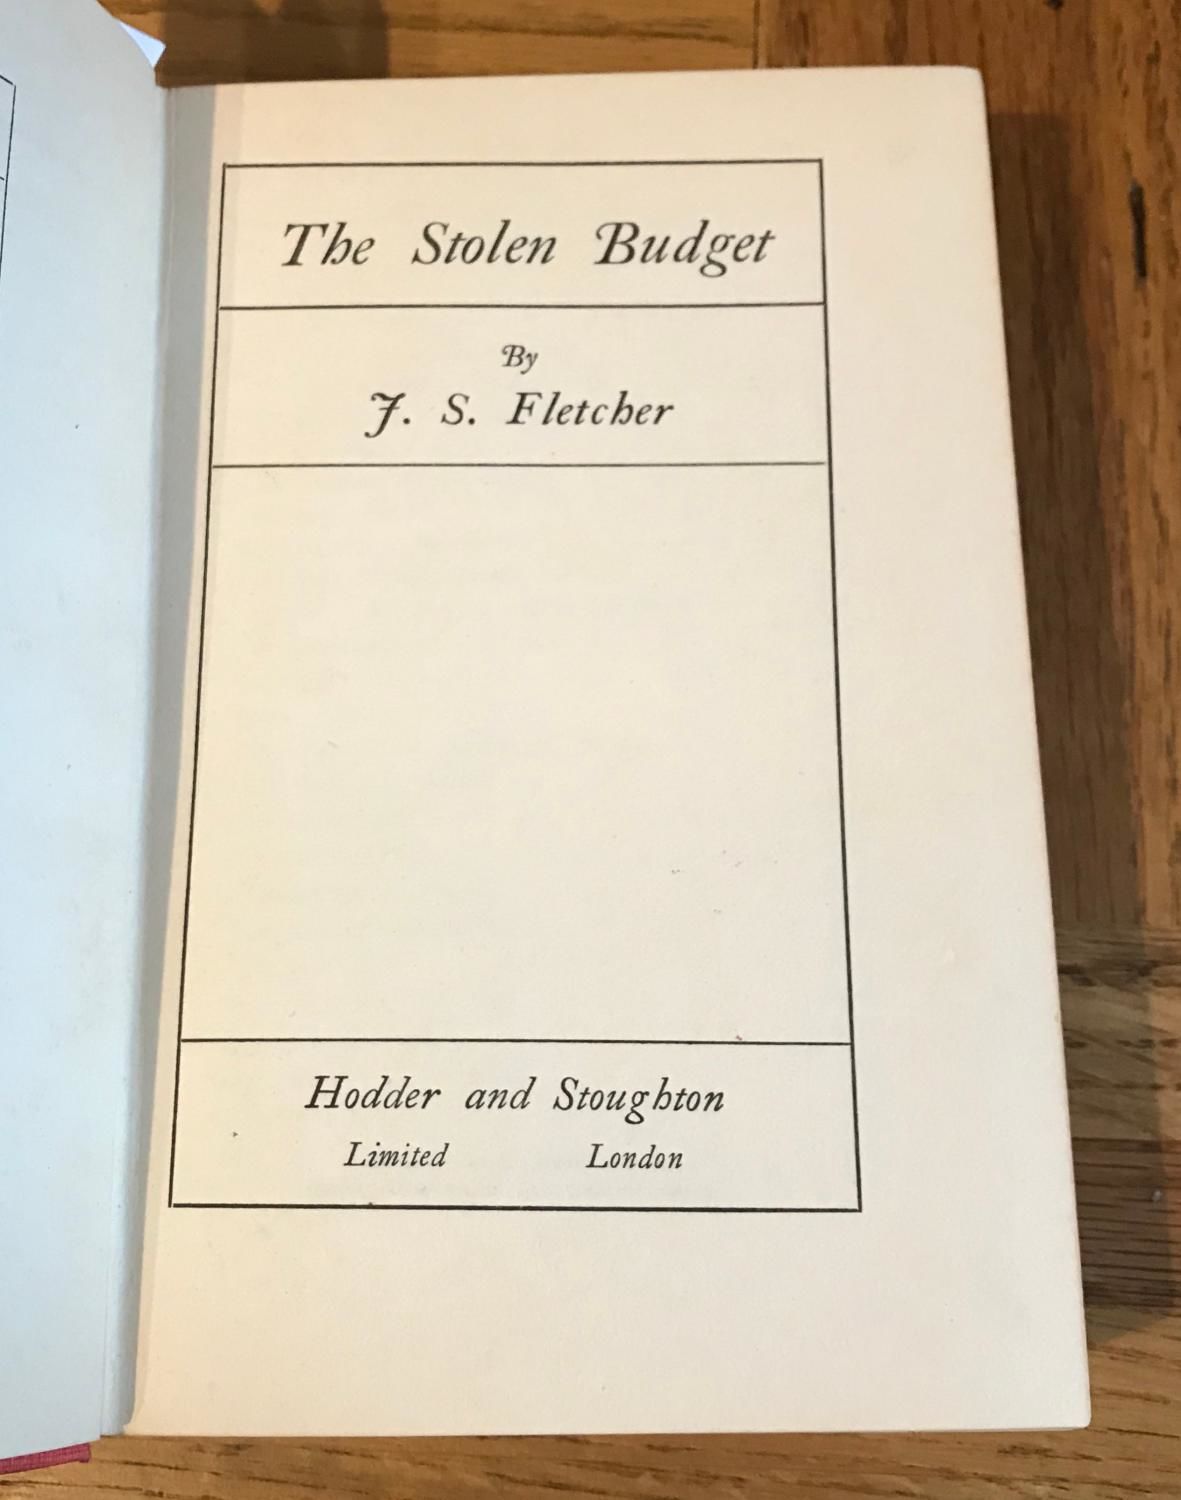 The Stolen Budget
By
J. S. Fletcher
Hodder and Stoughton
Limited London